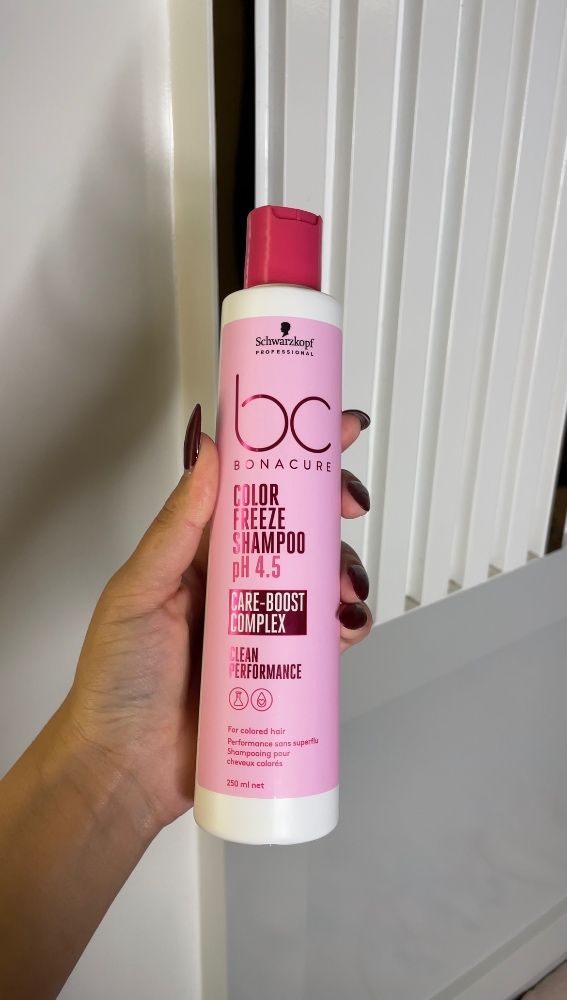 Schwarzkopf
PROFESSIONAL
bc
BONACURE
COLOR
FREEZE
SHAMPOO
pH 4.5
CARE-BOOST
COMPLEX
CLEAN
PERFORMANCE
For colored hair
Performance sans superflu
Shampooing pour
cheveux colorés
250 ml net